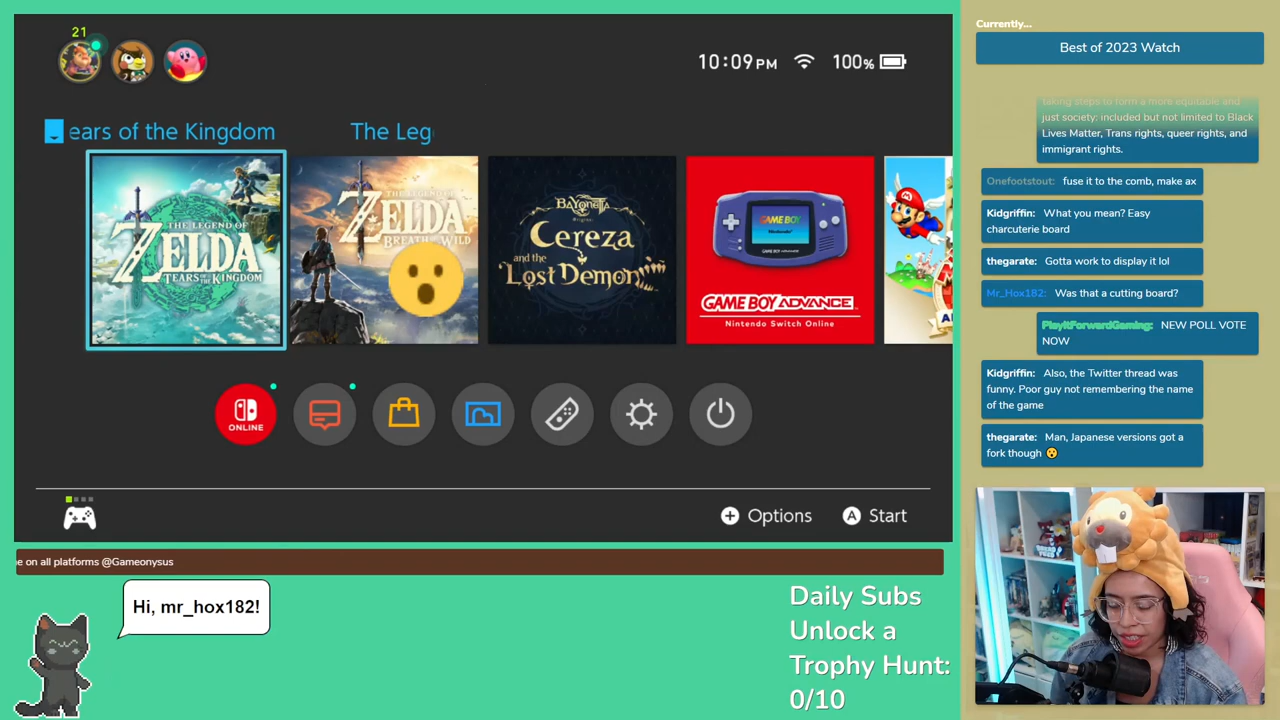 21
10:09 PM
100%
ears of the Kingdom
The Leg
THE LEGEND OF
ZELDA
TEARS OF THE KINGDOM
THE LEGEND OF
ZELDA
BREATH
WILD
BAYONETTA
Origins
Cereza
and the
Lost Demon
GAME BOY
Nintendo
GAME BOY ADVANCE
Nintendo Switch Online
ONLINE
+ Options
A Start
e on all platforms @Gameonysus
Hi, mr_hox182!
Daily Subs
Unlock a
Trophy Hunt:
0/10
Currently...
Best of 2023 Watch
taking steps to form a more equitable and
just society: included but not limited to Black
Lives Matter, Trans rights, queer rights, and
immigrant rights.
Onefootstout: fuse it to the comb, make ax
Kidgriffin: What you mean? Easy
charcuterie board
thegarate: Gotta work to display it lol
Mr_Hox182: Was that a cutting board?
PlayItForwardGaming: NEW POLL VOTE
NOW
Kidgriffin: Also, the Twitter thread was
funny. Poor guy not remembering the name
of the game
thegarate: Man, Japanese versions got a
fork though 😮